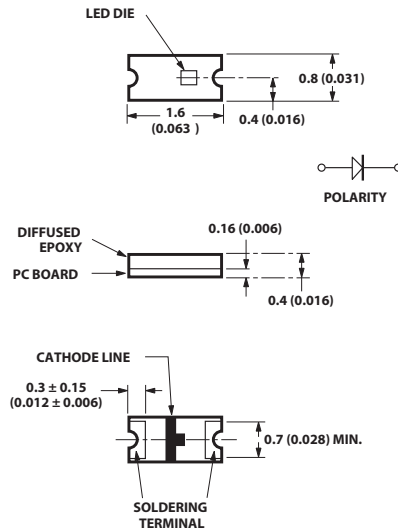 LED DIE
0.8 (0.031)
1.6
(0.063 )
0.4 (0.016)
POLARITY
DIFFUSED
EPOXY
0.16 (0.006)
PC BOARD
0.4 (0.016)
CATHODE LINE
0.3 ± 0.15
(0.012 ± 0.006)
0.7 (0.028) MIN.
SOLDERING
TERMINAL